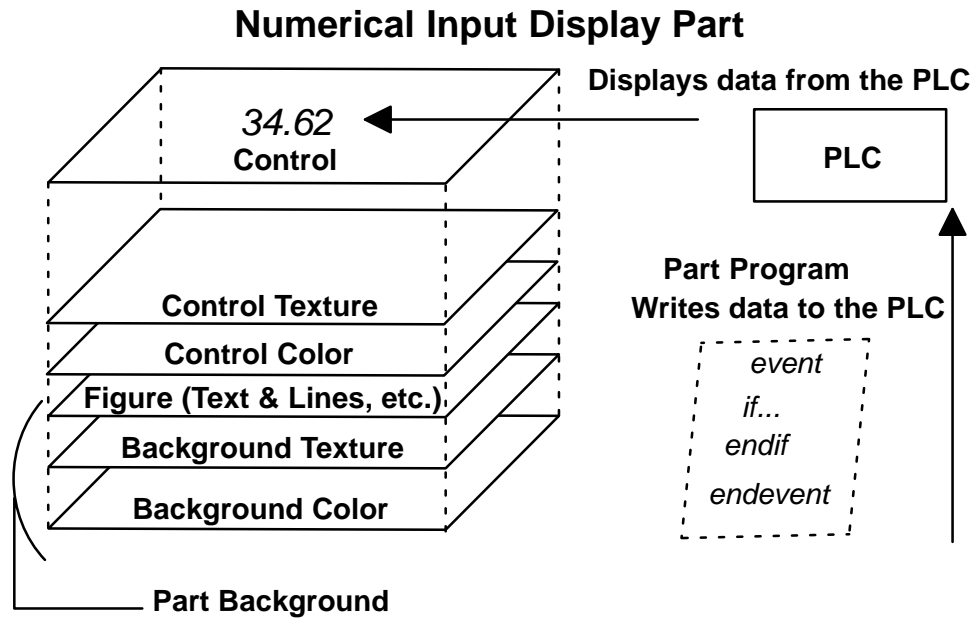 Numerical Input Display Part
Displays data from the PLC
34.62
Control
PLC
Part Program
Writes data to the PLC
Control Texture
Control Color
Figure (Text & Lines, etc.)
Background Texture
Background Color
event
if...
endif
endevent
Part Background